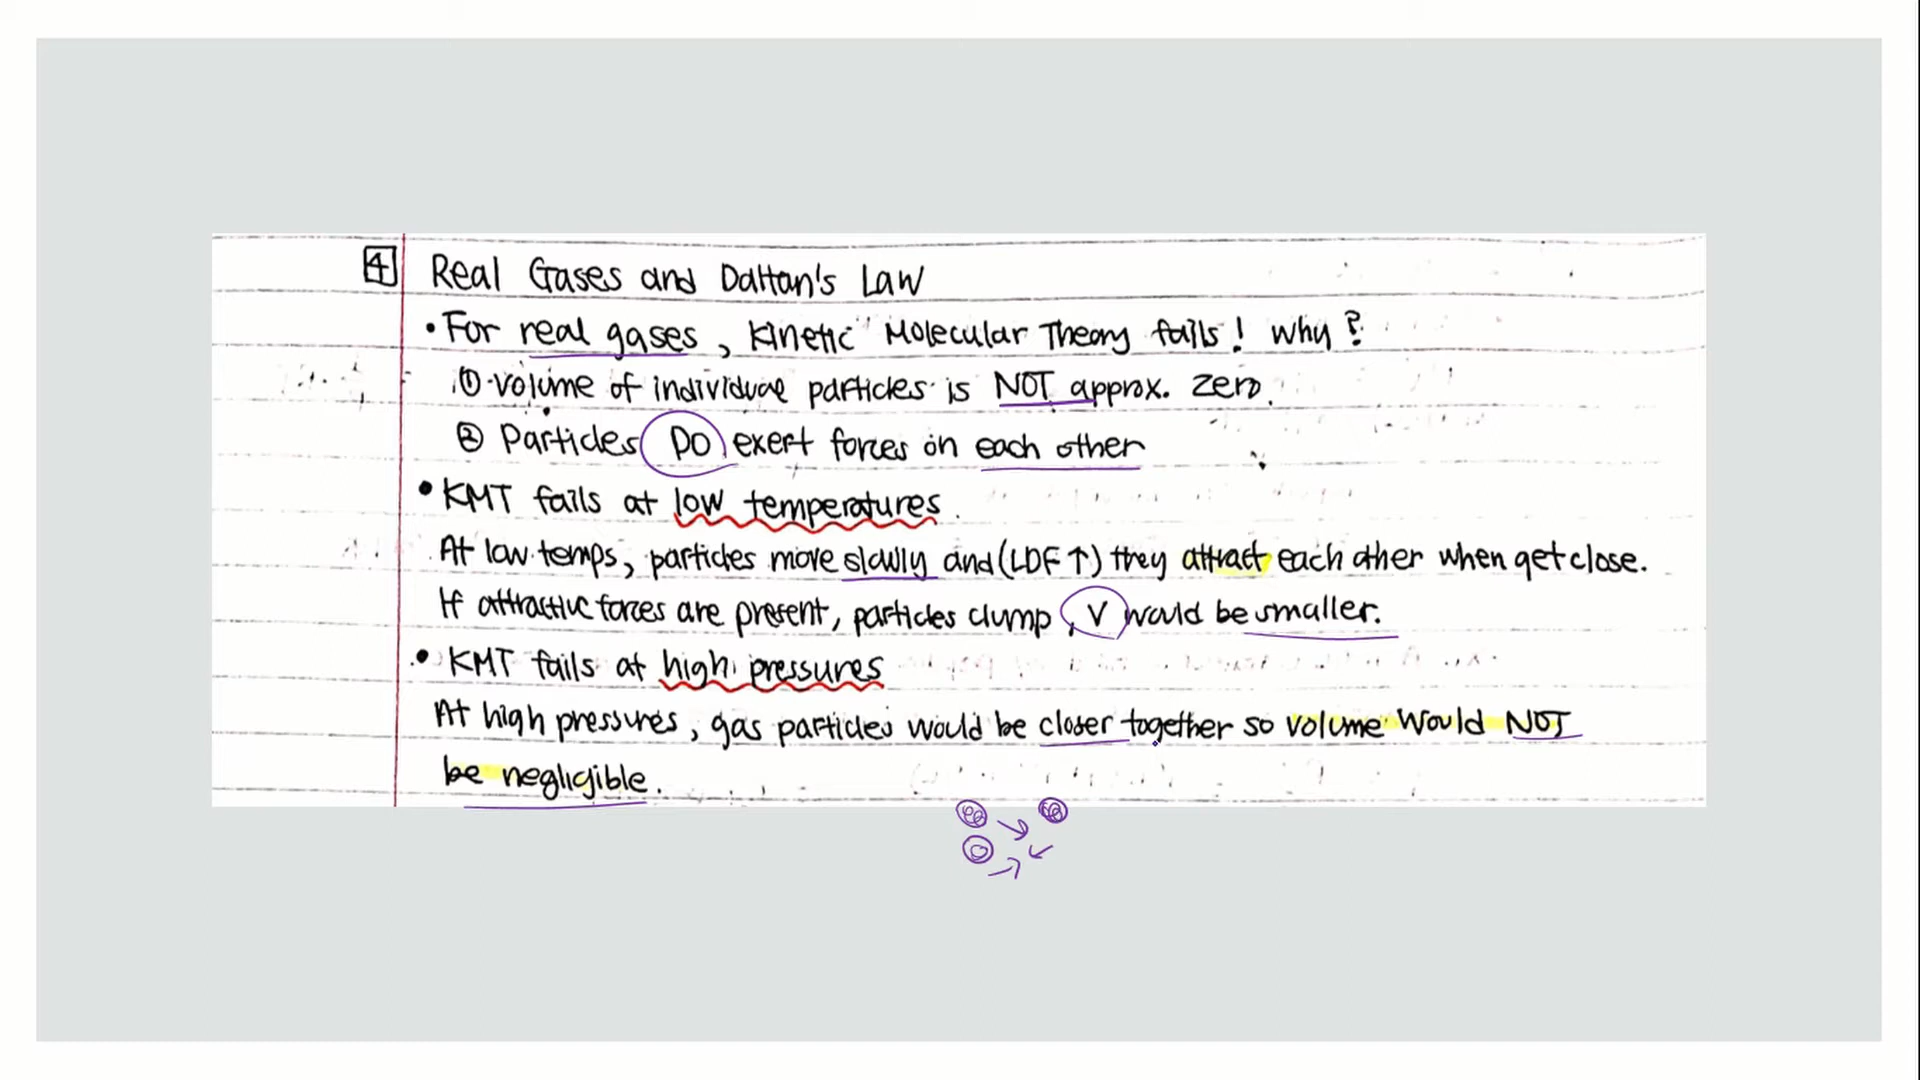 4 Real Gases and Daltan's Law
• For real gases, Kinetic Molecular Theory fails! Why?
① volume of individual particles is NOT approx. zero.
② Particles DO exert forces on each other
• KMT fails at low temperatures.
At low temps, particles move slowly and (LDF ↑) they attract each other when get close.
If attractive forces are present, particles clump, V would be smaller.
• KMT fails at high pressures
At high pressures, gas particles would be closer together so volume would NOT
be negligible.